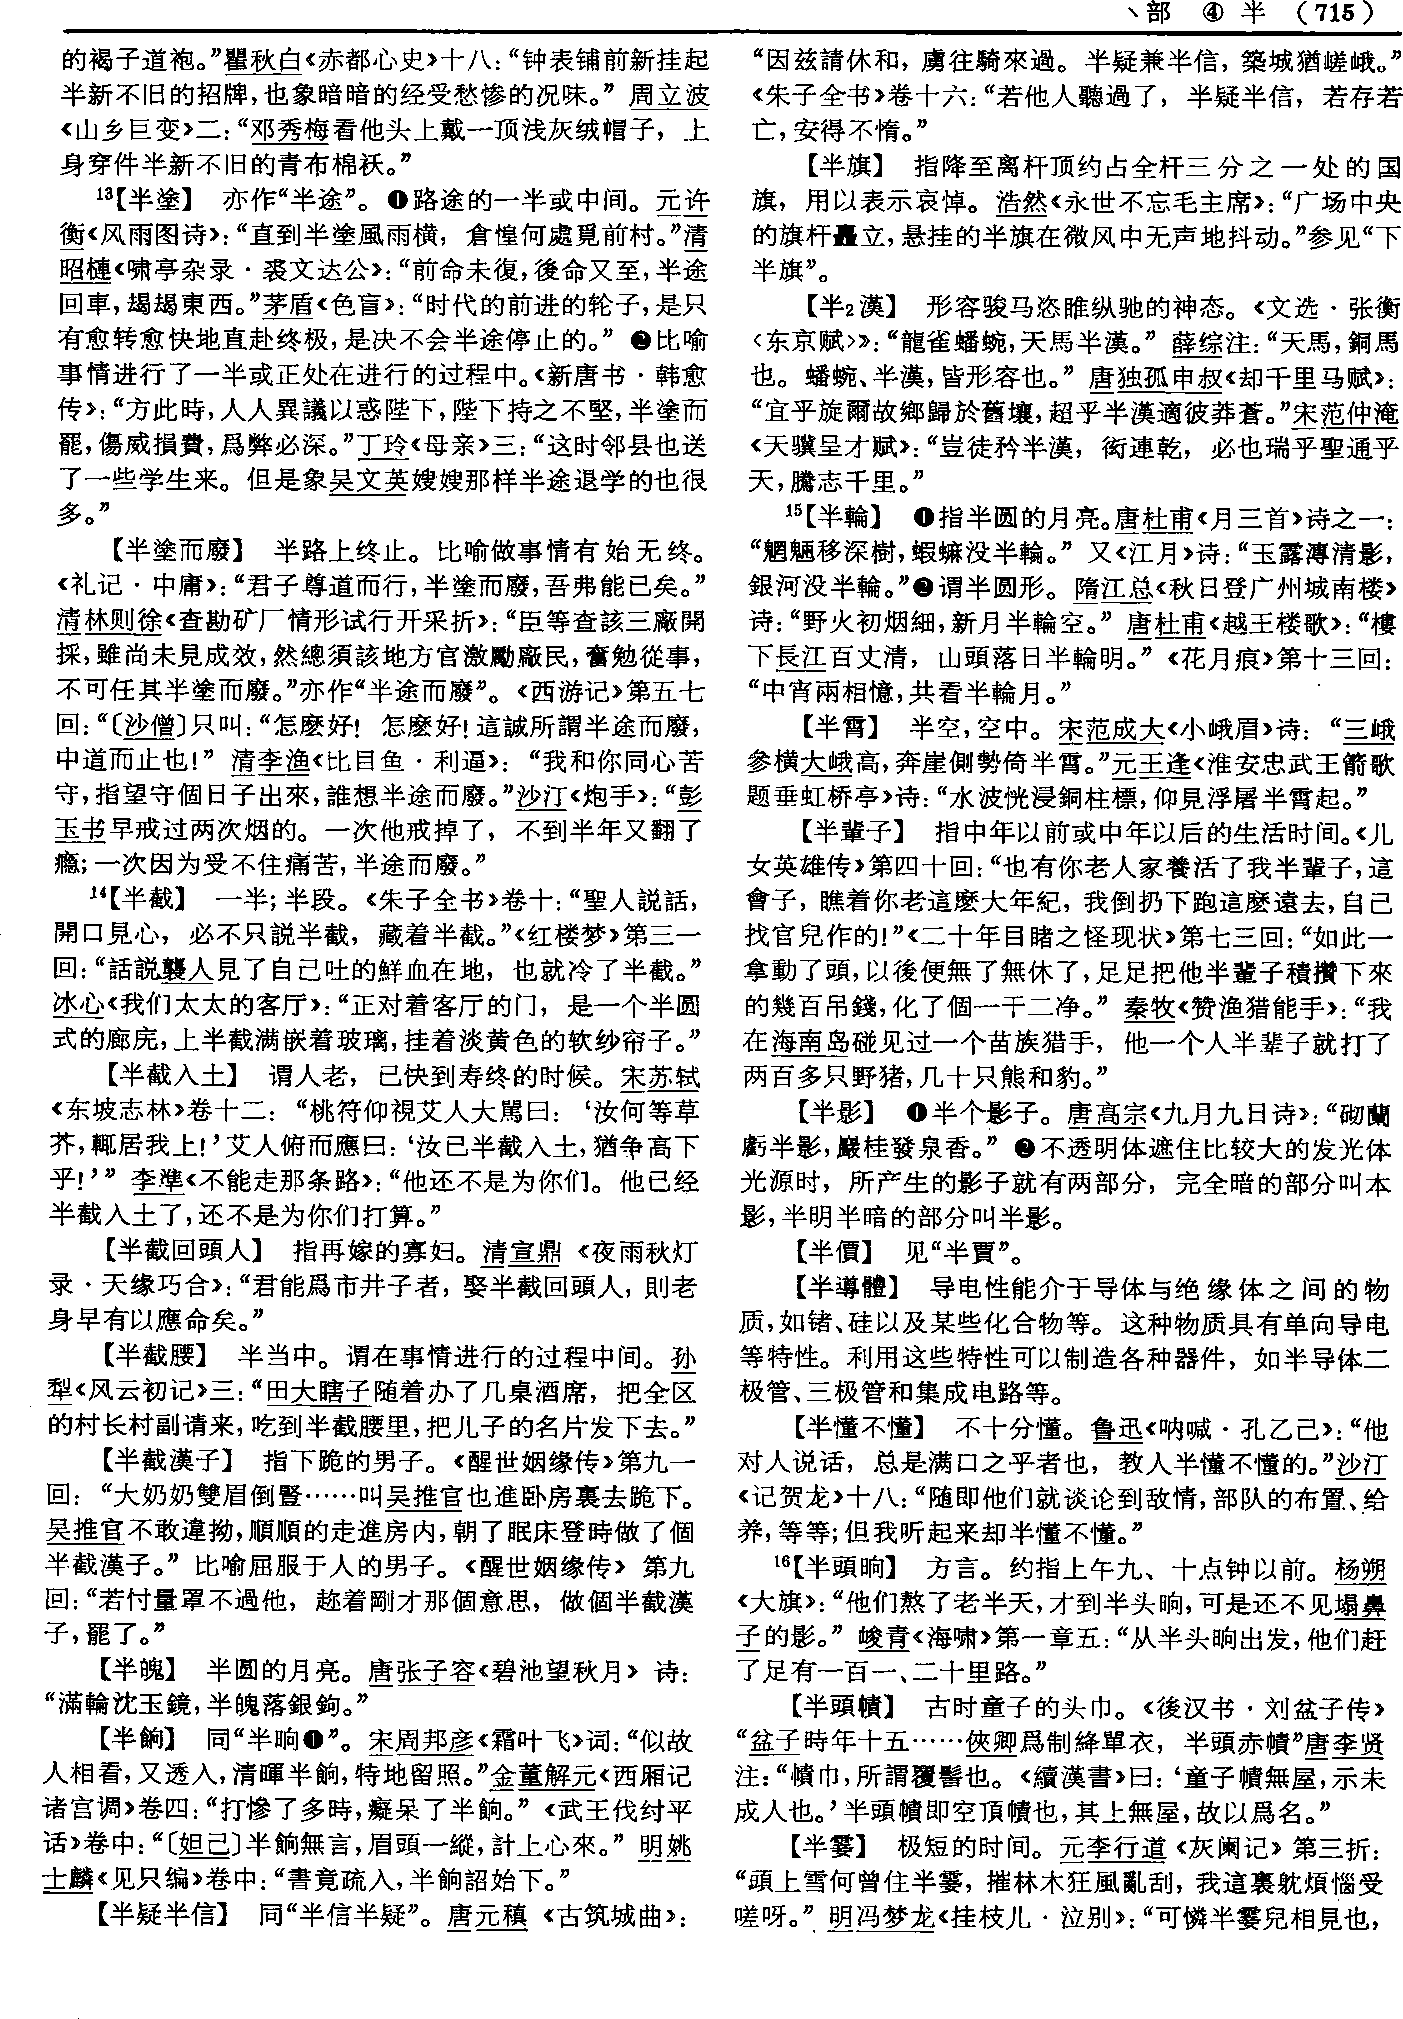 丶部 ④ 半 （715）
的褐子道袍。”瞿秋白《赤都心史》十八：“钟表铺前新挂起
半新不旧的招牌，也象暗暗的经受愁惨的况味。”周立波
《山乡巨变》二：“邓秀梅看他头上戴一顶浅灰绒帽子，上
身穿件半新不旧的青布棉袄。”
13【半塗】 亦作“半途”。❶路途的一半或中间。元许
衡《风雨图诗》：“直到半塗風雨横，倉惶何處覓前村。”清
昭槤《啸亭杂录·裘文达公》：“前命未復，後命又至，半途
回車，朅朅東西。”茅盾《色盲》：“时代的前进的轮子，是只
有愈转愈快地直赴终极，是决不会半途停止的。”❷比喻
事情进行了一半或正处在进行的过程中。《新唐书·韩愈
传》：“方此時，人人異議以惑陛下，陛下持之不堅，半塗而
罷，傷威損費，爲弊必深。”丁玲《母亲》三：“这时邻县也送
了一些学生来。但是象吴文英嫂嫂那样半途退学的也很
多。”
【半塗而廢】 半路上终止。比喻做事情有始无终。
《礼记·中庸》：“君子尊道而行，半塗而廢，吾弗能已矣。”
清林则徐《查勘矿厂情形试行开采折》：“臣等查該三廠開
採，雖尚未見成效，然總須該地方官激勵廠民，奮勉從事，
不可任其半塗而廢。”亦作“半途而廢”。《西游记》第五七
回：“〔沙僧〕只叫：“怎麽好！怎麽好！這誠所謂半途而廢，
中道而止也！”清李渔《比目鱼·利逼》：“我和你同心苦
守，指望守個日子出來，誰想半途而廢。”沙汀《炮手》：“彭
玉书早戒过两次烟的。一次他戒掉了，不到半年又翻了
瘾；一次因为受不住痛苦，半途而廢。”
14【半截】 一半；半段。《朱子全书》卷十：“聖人説話，
開口見心，必不只説半截，藏着半截。”《红楼梦》第三一
回：“話説襲人見了自己吐的鮮血在地，也就冷了半截。”
冰心《我们太太的客厅》：“正对着客厅的门，是一个半圆
式的廊庑，上半截满嵌着玻璃，挂着淡黄色的软纱帘子。”
【半截入土】 谓人老，已快到寿终的时候。宋苏轼
《东坡志林》卷十二：“桃符仰視艾人大駡曰：‘汝何等草
芥，輒居我上！’艾人俯而應曰：‘汝已半截入土，猶争高下
乎！’”李準《不能走那条路》：“他还不是为你们。他已经
半截入土了，还不是为你们打算。”
【半截回頭人】 指再嫁的寡妇。清宣鼎《夜雨秋灯
录·天缘巧合》：“君能爲市井子者，娶半截回頭人，則老
身早有以應命矣。”
【半截腰】 半当中。谓在事情进行的过程中间。孙
犁《风云初记》三：“田大瞎子随着办了几桌酒席，把全区
的村长村副请来，吃到半截腰里，把儿子的名片发下去。”
【半截漢子】 指下跪的男子。《醒世姻缘传》第九一
回：“大奶奶雙眉倒豎……叫吴推官也進卧房裏去跪下。
吴推官不敢違拗，順順的走進房内，朝了眠床登時做了個
半截漢子。”比喻屈服于人的男子。《醒世姻缘传》第九
回：“若忖量罩不過他，趁着剛才那個意思，做個半截漢
子，罷了。”
【半魄】 半圆的月亮。唐张子容《碧池望秋月》诗：
“滿輪沈玉鏡，半魄落銀鉤。”
【半餉】 同“半晌❶”。宋周邦彦《霜叶飞》词：“似故
人相看，又透入，清暉半餉，特地留照。”金董解元《西厢记
诸宫调》卷四：“打慘了多時，癡呆了半餉。”《武王伐纣平
话》卷中：“〔妲己〕半餉無言，眉頭一縱，計上心來。”明姚
士麟《见只编》卷中：“書竟疏入，半餉詔始下。”
【半疑半信】 同“半信半疑”。唐元稹《古筑城曲》：
“因兹請休和，虜往騎來過。半疑兼半信，築城猶嵯峨。”
《朱子全书》卷十六：“若他人聽過了，半疑半信，若存若
亡，安得不惰。”
【半旗】 指降至离杆顶约占全杆三分之一处的国
旗，用以表示哀悼。浩然《永世不忘毛主席》：“广场中央
的旗杆矗立，悬挂的半旗在微风中无声地抖动。”参见“下
半旗”。
【半2漢】 形容骏马恣睢纵驰的神态。《文选·张衡
〈东京赋〉》：“龍雀蟠蜿，天馬半漢。”薛综注：“天馬，銅馬
也。蟠蜿、半漢，皆形容也。”唐独孤申叔《却千里马赋》：
“宜乎旋爾故鄉歸於舊壤，超乎半漢適彼莽蒼。”宋范仲淹
《天骥呈才赋》：“豈徒矜半漢，衒連乾，必也瑞乎聖通乎
天，騰志千里。”
15【半輪】 ❶指半圆的月亮。唐杜甫《月三首》诗之一：
“魍魎移深樹，蝦蟆没半輪。”又《江月》诗：“玉露漙清影，
銀河没半輪。”❷谓半圆形。隋江总《秋日登广州城南楼》
诗：“野火初烟細，新月半輪空。”唐杜甫《越王楼歌》：“樓
下長江百丈清，山頭落日半輪明。”《花月痕》第十三回：
“中宵兩相憶，共看半輪月。”
【半霄】 半空，空中。宋范成大《小峨眉》诗：“三峨
參横大峨高，奔崖側勢倚半霄。”元王逢《淮安忠武王箭歌
题垂虹桥亭》诗：“水波恍浸銅柱標，仰見浮屠半霄起。”
【半輩子】 指中年以前或中年以后的生活时间。《儿
女英雄传》第四十回：“也有你老人家養活了我半輩子，這
會子，瞧着你老這麽大年紀，我倒扔下跑這麽遠去，自己
找官兒作的！”《二十年目睹之怪现状》第七三回：“如此一
拿動了頭，以後便無了無休了，足足把他半輩子積攢下來
的幾百吊錢，化了個一干二净。”秦牧《赞渔猎能手》：“我
在海南岛碰见过一个苗族猎手，他一个人半辈子就打了
两百多只野猪，几十只熊和豹。”
【半影】 ❶半个影子。唐高宗《九月九日诗》：“砌蘭
虧半影，巖桂發泉香。”❷不透明体遮住比较大的发光体
光源时，所产生的影子就有两部分，完全暗的部分叫本
影，半明半暗的部分叫半影。
【半價】 见“半賈”。
【半導體】 导电性能介于导体与绝缘体之间的物
质，如锗、硅以及某些化合物等。这种物质具有单向导电
等特性。利用这些特性可以制造各种器件，如半导体二
极管、三极管和集成电路等。
【半懂不懂】 不十分懂。鲁迅《呐喊·孔乙己》：“他
对人说话，总是满口之乎者也，教人半懂不懂的。”沙汀
《记贺龙》十八：“随即他们就谈论到敌情，部队的布置、给
养，等等；但我听起来却半懂不懂。”
16【半頭晌】 方言。约指上午九、十点钟以前。杨朔
《大旗》：“他们熬了老半天，才到半头晌，可是还不见塌鼻
子的影。”峻青《海啸》第一章五：“从半头晌出发，他们赶
了足有一百一、二十里路。”
【半頭幘】 古时童子的头巾。《後汉书·刘盆子传》
“盆子時年十五……俠卿爲制絳單衣，半頭赤幘”唐李贤
注：“幘巾，所謂覆髻也。《續漢書》曰：‘童子幘無屋，示未
成人也。’半頭幘即空頂幘也，其上無屋，故以爲名。”
【半霎】 极短的时间。元李行道《灰阑记》第三折：
“頭上雪何曾住半霎，摧林木狂風亂刮，我這裏躭煩惱受
嗟呀。”明冯梦龙《挂枝儿·泣别》：“可憐半霎兒相見也，